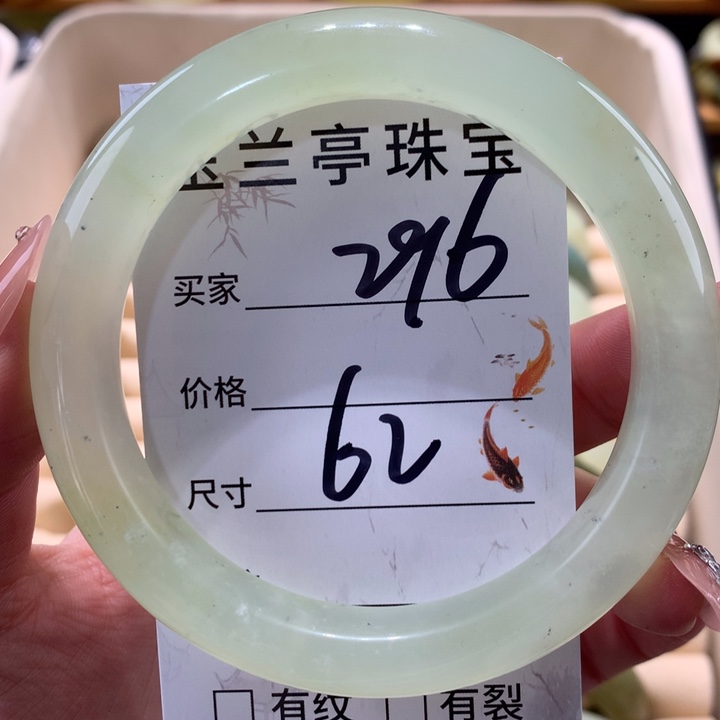 兰亭珠宝
买家 296
价格
尺寸 62
□ 有纹 □ 有裂